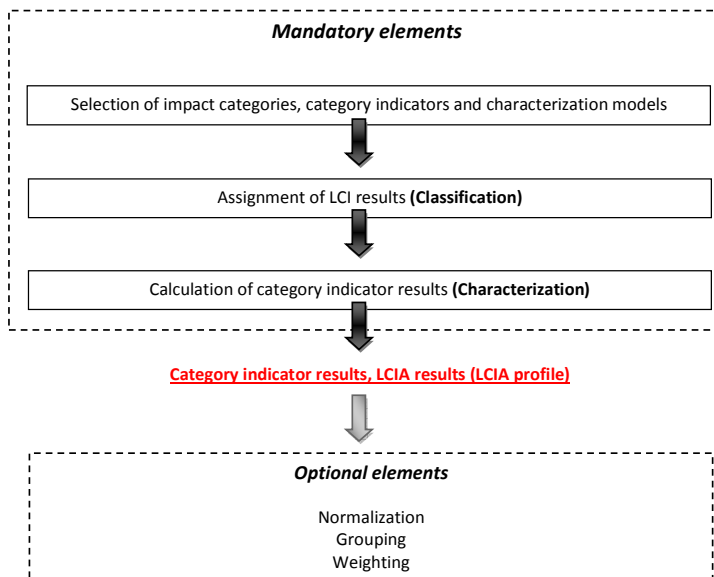 Mandatory elements
Selection of impact categories, category indicators and characterization models
Assignment of LCI results (Classification)
Calculation of category indicator results (Characterization)
Category indicator results, LCIA results (LCIA profile)
Optional elements
Normalization
Grouping
Weighting